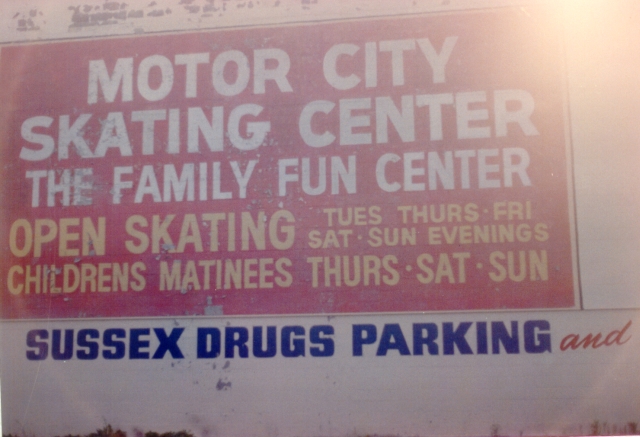 MOTOR CITY
SKATING CENTER
THE FAMILY FUN CENTER
OPEN SKATING TUES THURS·FRI
SAT·SUN EVENINGS
CHILDRENS MATINEES THURS·SAT·SUN
SUSSEX DRUGS PARKING and